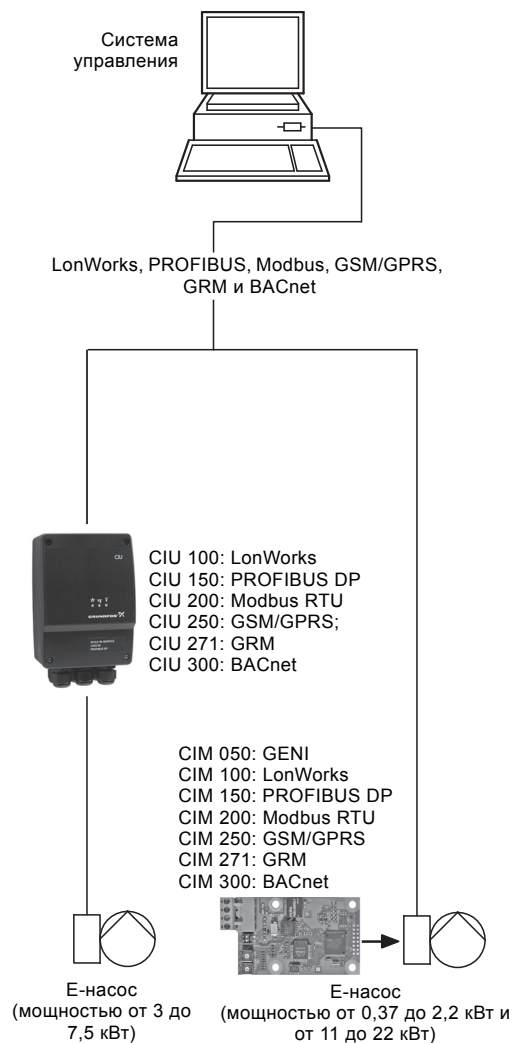 Система
управления
LonWorks, PROFIBUS, Modbus, GSM/GPRS,
GRM и BACnet
CIU
GRUNDFOS
CIU 100: LonWorks
CIU 150: PROFIBUS DP
CIU 200: Modbus RTU
CIU 250: GSM/GPRS;
CIU 271: GRM
CIU 300: BACnet
CIM 050: GENI
CIM 100: LonWorks
CIM 150: PROFIBUS DP
CIM 200: Modbus RTU
CIM 250: GSM/GPRS
CIM 271: GRM
CIM 300: BACnet
Е-насос
(мощностью от 3 до
7,5 кВт)
Е-насос
(мощностью от 0,37 до 2,2 кВт и
от 11 до 22 кВт)